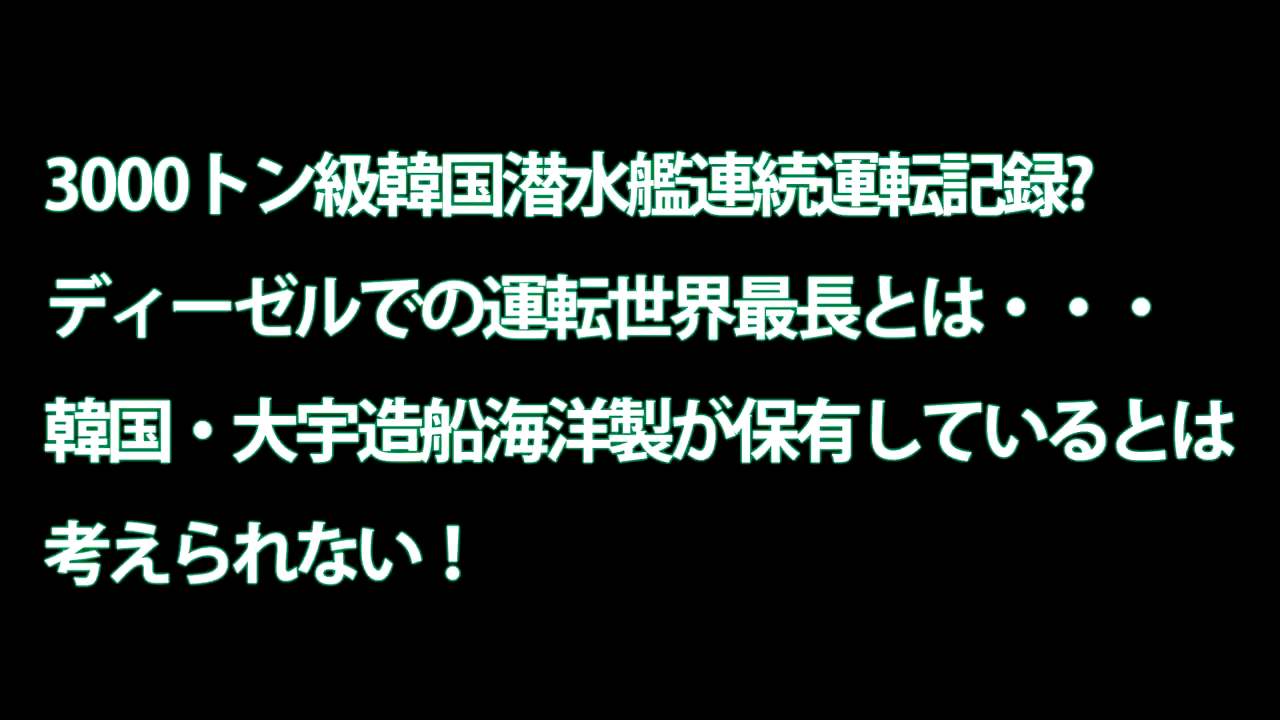 3000トン級韓国潜水艦連続運転記録?
ディーゼルでの運転世界最長とは・・・
韓国・大宇造船海洋製が保有しているとは
考えられない！